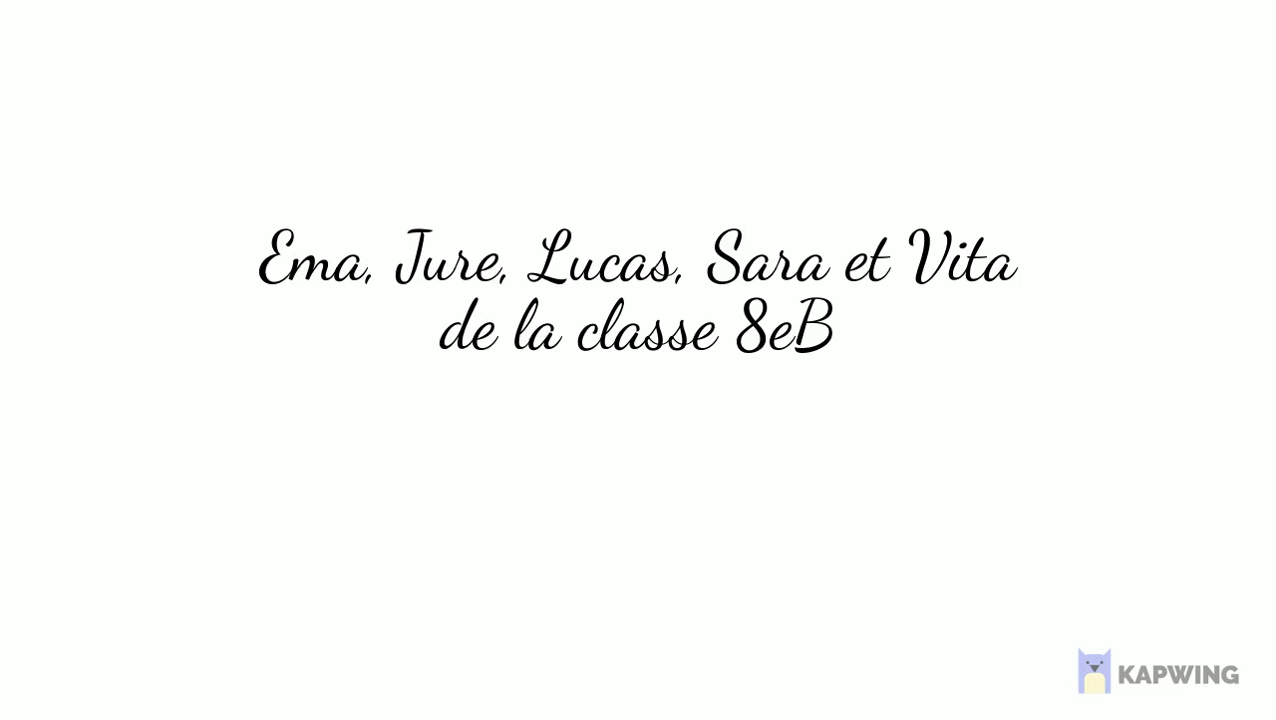 Ema, Jure, Lucas, Sara et Vita
de la classe 8eB
KAPWING